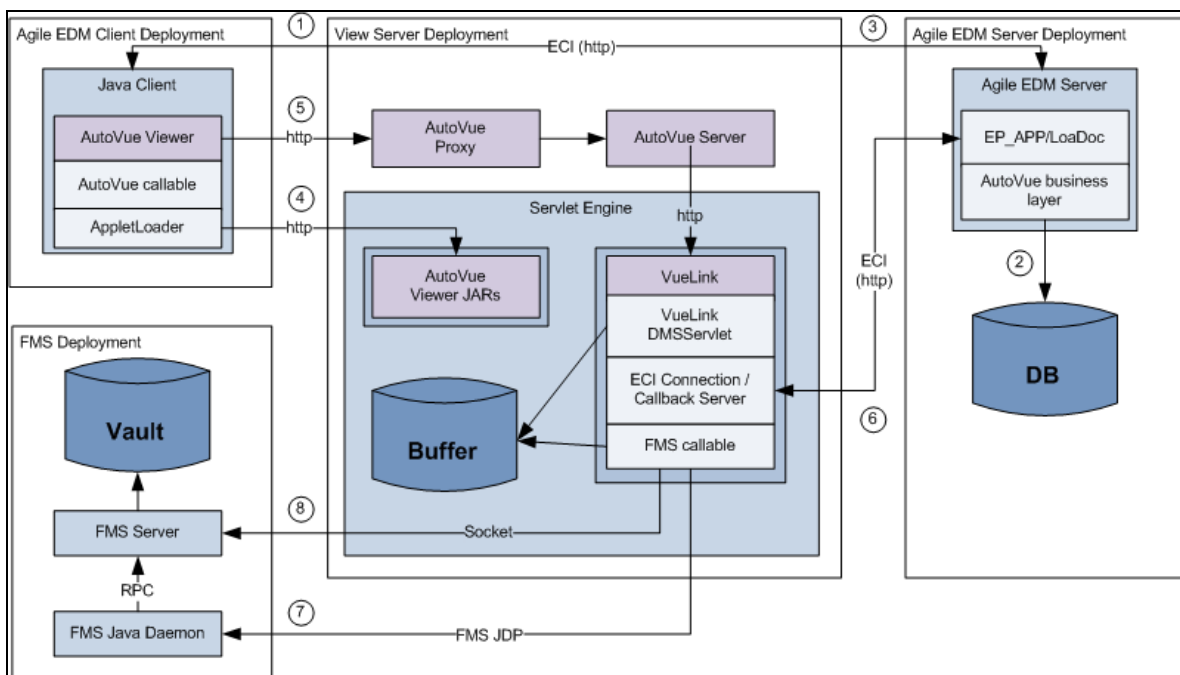 Agile EDM Client Deployment
1
View Server Deployment
3
Agile EDM Server Deployment
ECI (http)
Java Client
AutoVue Viewer
AutoVue callable
AppletLoader
5
http
AutoVue
Proxy
AutoVue Server
4
http
Servlet Engine
http
AutoVue
Viewer JARs
VueLink
VueLink
DMSServlet
ECI Connection /
Callback Server
FMS callable
Buffer
Agile EDM Server
EP_APP/LoaDoc
AutoVue business
layer
ECI
(http)
2
DB
6
FMS Deployment
Vault
FMS Server
8
Socket
RPC
FMS Java Daemon
7
FMS JDP